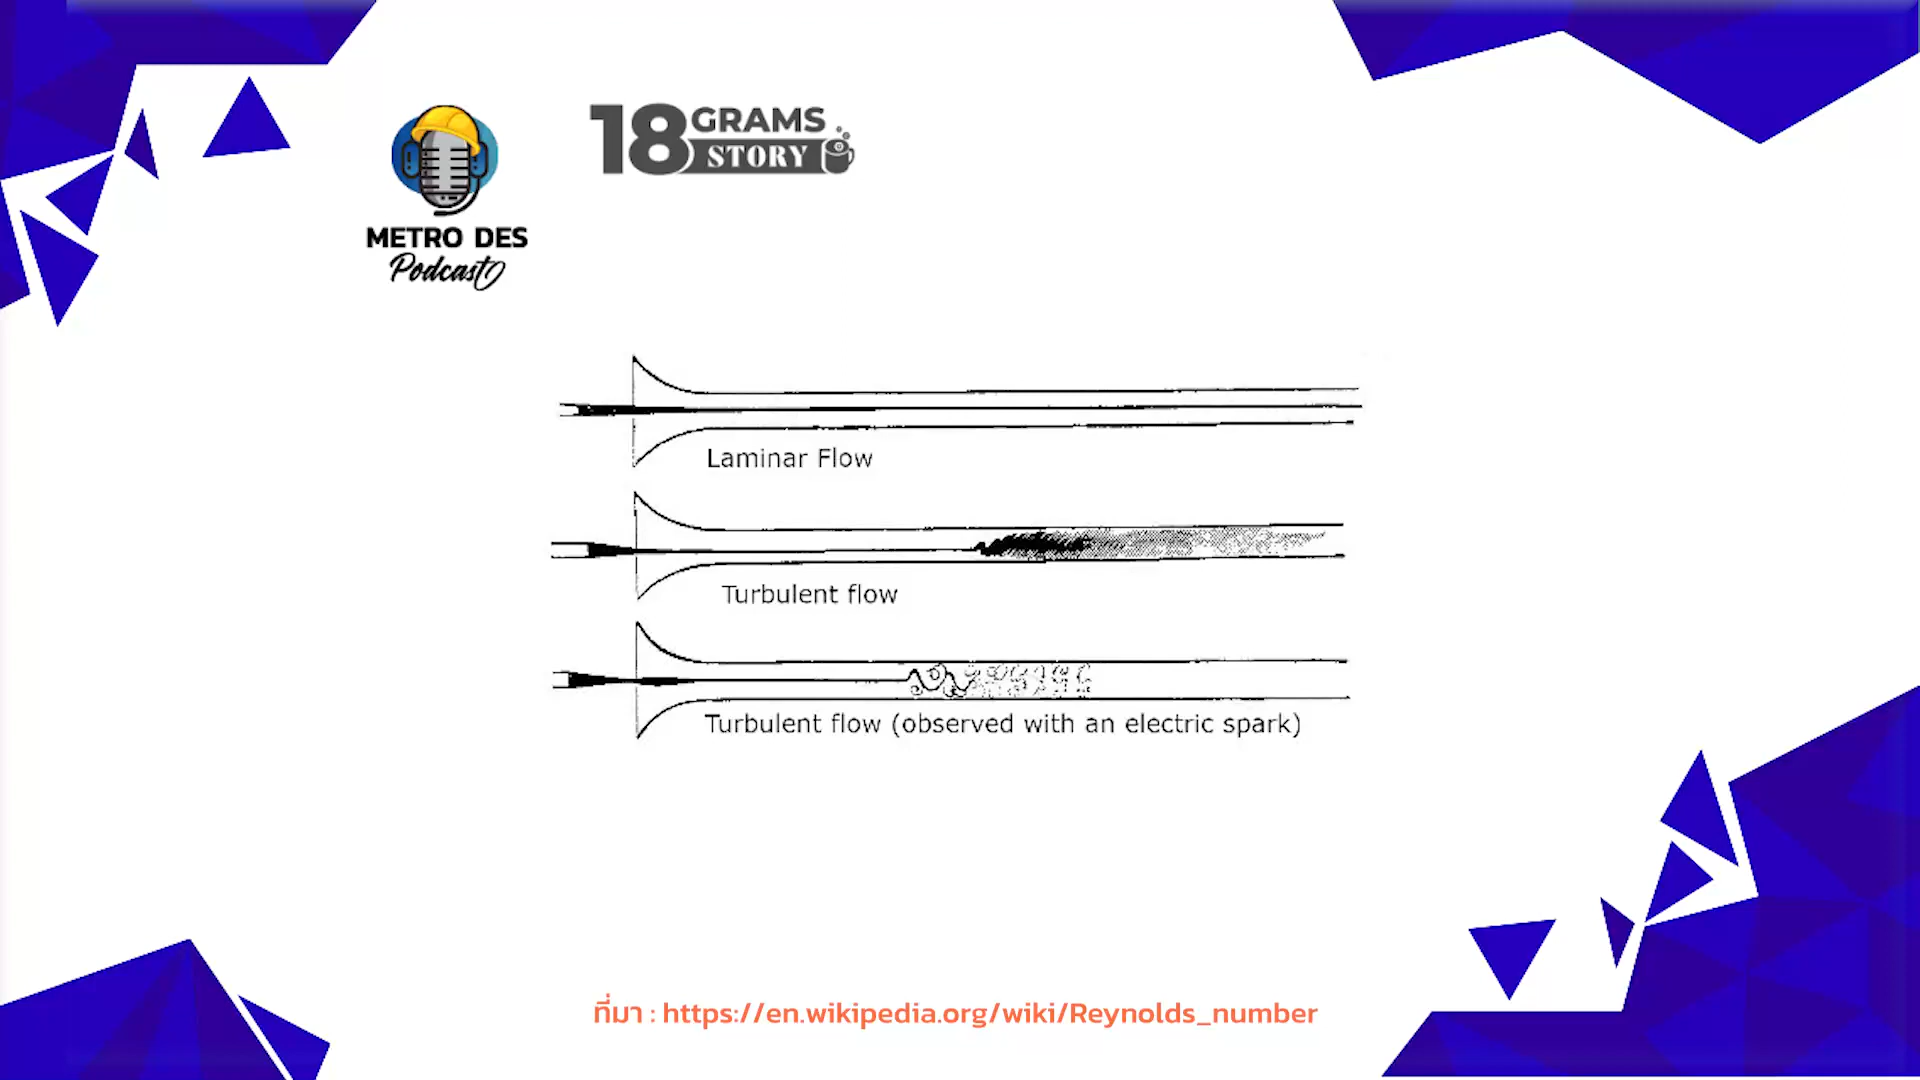 18 GRAMS
STORY
METRO DES
Podcast
Laminar Flow
Turbulent flow
Turbulent flow (observed with an electric spark)
ที่มา : https://en.wikipedia.org/wiki/Reynolds_number